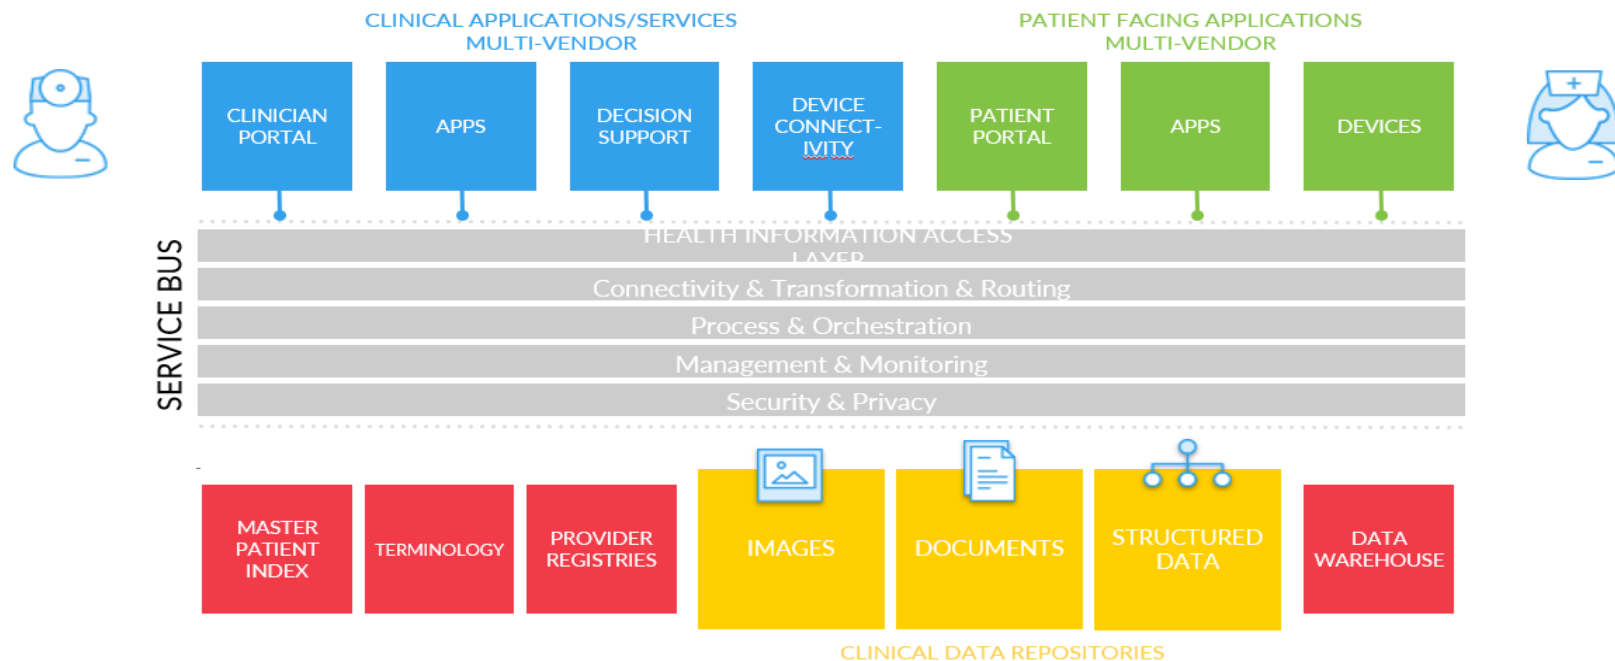 CLINICAL APPLICATIONS/SERVICES
MULTI-VENDOR
PATIENT FACING APPLICATIONS
MULTI-VENDOR
CLINICIAN
PORTAL
APPS
DECISION
SUPPORT
DEVICE
CONNECT-
IVITY
PATIENT
PORTAL
APPS
DEVICES
SERVICE BUS
HEALTH INFORMATION ACCESS
LAYER
Connectivity & Transformation & Routing
Process & Orchestration
Management & Monitoring
Security & Privacy
MASTER
PATIENT
INDEX
TERMINOLOGY
PROVIDER
REGISTRIES
IMAGES
DOCUMENTS
STRUCTURED
DATA
DATA
WAREHOUSE
CLINICAL DATA REPOSITORIES